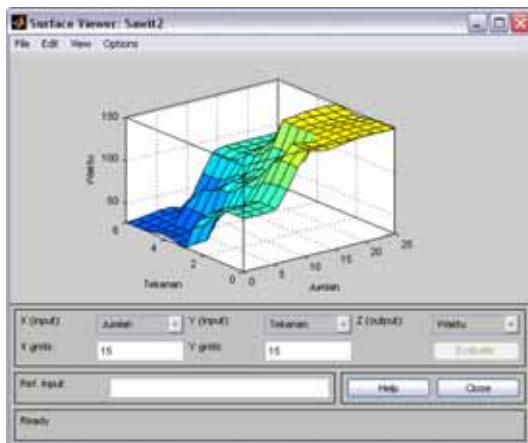 Surface Viewer: Sawit2
File Edit View Options
150
100
50
Waktu
6
4
2
0
Tekanan
0
5
10
15
20
25
Jumlah
X (input): Jumlah Y (input): Tekanan Z (output): Waktu
X grids: 15 Y grids: 15 Evaluate
Ref. Input: Help Close
Ready